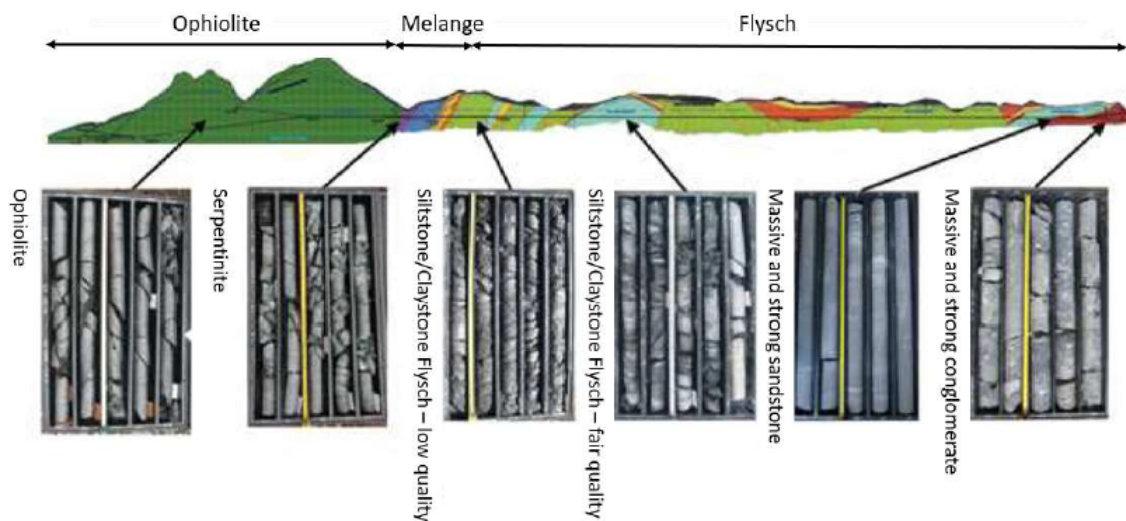 Ophiolite
Melange
Flysch
Ophiolite
Serpentinite
Siltstone/Claystone Flysch – low quality
Siltstone/Claystone Flysch – fair quality
Massive and strong sandstone
Massive and strong conglomerate